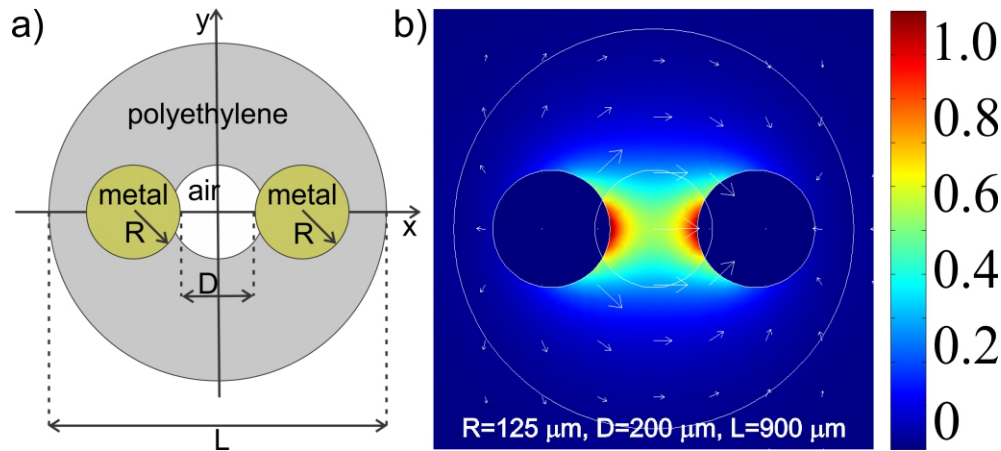 a)
y
polyethylene
metal
air
metal
R
R
x
D
L
b)
R=125 μm, D=200 μm, L=900 μm
1.0
0.8
0.6
0.4
0.2
0